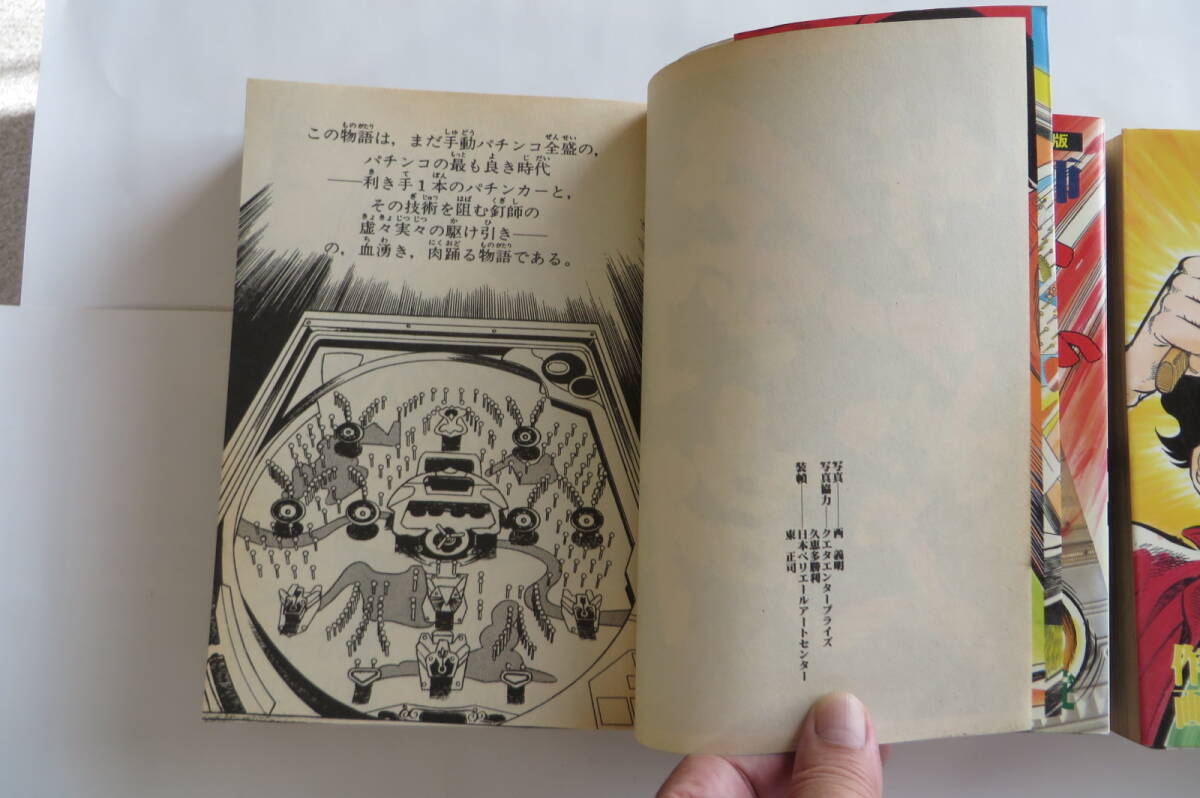 この物語は，まだ手動パチンコ全盛の，
パチンコの最も良き時代
──利き手1本のパチンカーと，
その技術を阻む釘師の
虚々実々の駆け引き──
の，血湧き，肉踊る物語である。
写真──西　義明
写真協力──クエタエンタープライズ
久恵多勝利
装幀──日本ベリエールアートセンター
東　正司
版
作
画